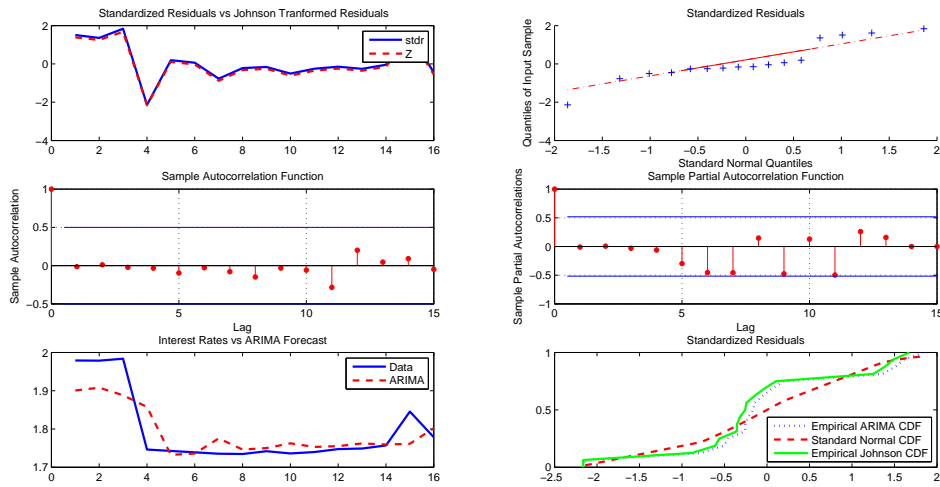 Standardized Residuals vs Johnson Tranformed Residuals
2
0
−2
−4
0 2 4 6 8 10 12 14 16
stdr
Z
Standardized Residuals
Quantiles of Input Sample
2
0
−2
−4
−2 −1.5 −1 −0.5 0 0.5 1 1.5 2
Standard Normal Quantiles
Sample Autocorrelation Function
Sample Autocorrelation
1
0.5
0
−0.5
0 5 10 15
Lag
Sample Partial Autocorrelation Function
Sample Partial Autocorrelations
1
0.5
0
−0.5
−1
0 5 10 15
Lag
Interest Rates vs ARIMA Forecast
2
1.9
1.8
1.7
0 2 4 6 8 10 12 14 16
Data
ARIMA
Standardized Residuals
1
0.5
0
−2.5 −2 −1.5 −1 −0.5 0 0.5 1 1.5 2
Empirical ARIMA CDF
Standard Normal CDF
Empirical Johnson CDF